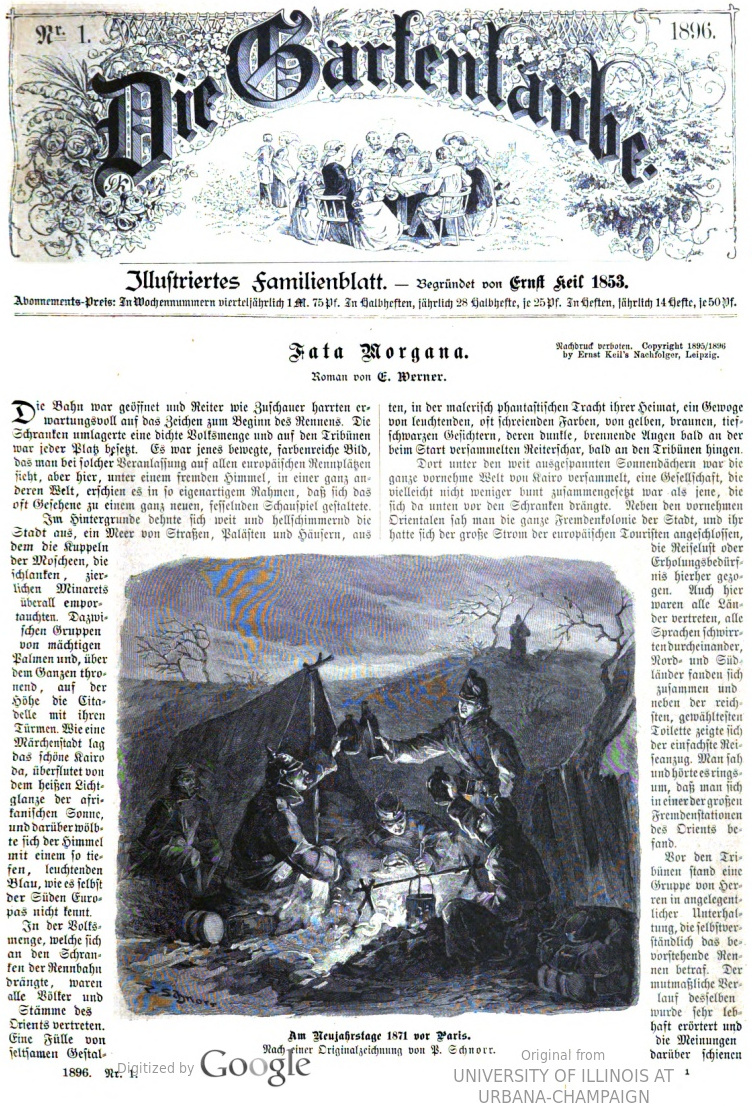 Nr. 1.
1896.
Die Gartenlaube.
Illustriertes Familienblatt. — Begründet von Ernst Keil 1853.
Abonnements-Preis: In Wochennummern vierteljährlich 1 M. 75 Pf. In Halbheften, jährlich 28 Halbhefte, je 25 Pf. In Heften, jährlich 14 Hefte, je 50 Pf.
Fata Morgana.
Nachdruck verboten. Copyright 1895/1896
by Ernst Keil's Nachfolger, Leipzig.
Roman von E. Werner.
Die Bahn war geöffnet und Reiter wie Zuschauer harrten er-
wartungsvoll auf das Zeichen zum Beginn des Rennens. Die
Schranken umlagerte eine dichte Volksmenge und auf den Tribünen
war jeder Platz besetzt. Es war jenes bewegte, farbenreiche Bild,
das man bei solcher Veranlassung auf allen europäischen Rennplätzen
sieht, aber hier, unter einem fremden Himmel, in einer ganz an-
deren Welt, erschien es in so eigenartigem Rahmen, daß sich das
oft Gesehene zu einem ganz neuen, fesselnden Schauspiel gestaltete.
Im Hintergrunde dehnte sich weit und hellschimmernd die
Stadt aus, ein Meer von Straßen, Palästen und Häusern, aus
dem die Kuppeln
der Moscheen, die
schlanken, zier-
lichen Minarets
überall empor-
tauchten. Dazwi-
schen Gruppen
von mächtigen
Palmen und, über
dem Ganzen thro-
nend, auf der
Höhe die Cita-
delle mit ihren
Türmen. Wie eine
Märchenstadt lag
das schöne Kairo
da, überflutet von
dem heißen Licht-
glanze der afri-
kanischen Sonne,
und darüber wölb-
te sich der Himmel
mit einem so tie-
fen, leuchtenden
Blau, wie es selbst
der Süden Euro-
pas nicht kennt.
In der Volks-
menge, welche sich
an den Schran-
ken der Rennbahn
drängte, waren
alle Völker und
Stämme des
Orients vertreten.
Eine Fülle von
seltsamen Gestal-
ten, in der malerisch phantastischen Tracht ihrer Heimat, ein Gewoge
von leuchtenden, oft schreienden Farben, von gelben, braunen, tief-
schwarzen Gesichtern, deren dunkle, brennende Augen bald an der
beim Start versammelten Reiterschar, bald an den Tribünen hingen.
Dort unter den weit ausgespannten Sonnendächern war die
ganze vornehme Welt von Kairo versammelt, eine Gesellschaft, die
vielleicht nicht weniger bunt zusammengesetzt war als jene, die
sich da unten vor den Schranken drängte. Neben den vornehmen
Orientalen sah man die ganze Fremdenkolonie der Stadt, und ihr
hatte sich der große Strom der europäischen Touristen angeschlossen,
die Reiselust oder
Erholungsbedürf-
nis hierher gezo-
gen. Auch hier
waren alle Län-
der vertreten, alle
Sprachen schwirr-
ten durcheinander,
Nord- und Süd-
länder fanden sich
zusammen und
neben der reich-
sten, gewähltesten
Toilette zeigte sich
der einfachste Rei-
seanzug. Man sah
und hörte es rings-
um, daß man sich
in einer der großen
Fremdenstationen
des Orients be-
fand.
Vor den Tri-
bünen stand eine
Gruppe von Her-
ren in angelegent-
licher Unterhal-
tung, die selbstver-
ständlich das be-
vorstehende Ren-
nen betraf. Der
mutmaßliche Ver-
lauf desselben
wurde sehr leb-
haft erörtert und
die Meinungen
darüber schienen
Schnorr.
Am Neujahrstage 1871 vor Paris.
Nach einer Originalzeichnung von P. Schnorr.
1896. Nr. 1.
1
Digitized by Google
Original from
UNIVERSITY OF ILLINOIS AT
URBANA-CHAMPAIGN